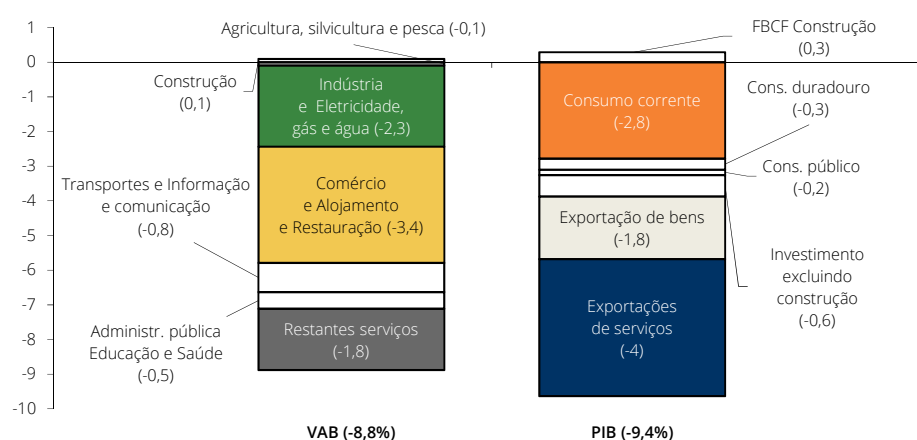 1
0
-1
-2
-3
-4
-5
-6
-7
-8
-9
-10
Agricultura, silvicultura e pesca (-0,1)
Construção
(0,1)
Indústria
e Eletricidade,
gás e água (-2,3)
Comércio
e Alojamento
e Restauração (-3,4)
Transportes e Informação
e comunicação
(-0,8)
Administr. pública
Educação e Saúde
(-0,5)
Restantes serviços
(-1,8)
VAB (-8,8%)
FBCF Construção
(0,3)
Consumo corrente
(-2,8)
Cons. duradouro
(-0,3)
Cons. público
(-0,2)
Exportação de bens
(-1,8)
Investimento
excluindo
construção
(-0,6)
Exportações
de serviços
(-4)
PIB (-9,4%)